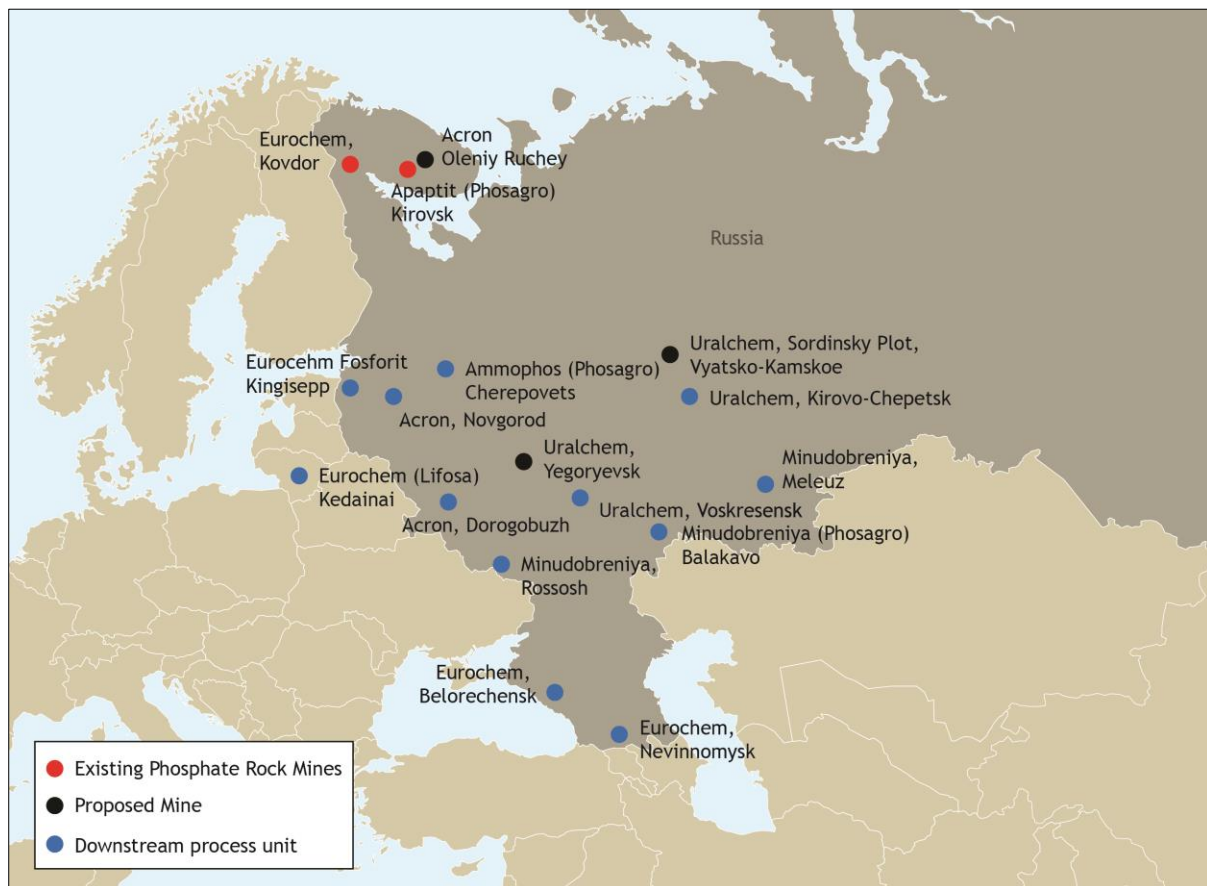 Eurochem,
Kovdor
Acron
Oleniy Ruchey
Apaptit (Phosagro)
Kirovsk
Russia
Uralchem, Sordinsky Plot,
Vyatsko-Kamskoe
Eurocehm Fosforit
Kingisepp
Ammophos (Phosagro)
Cherepovets
Uralchem, Kirovo-Chepetsk
Acron, Novgorod
Uralchem,
Yegoryevsk
Minudobreniya,
Meleuz
Eurochem (Lifosa)
Kedainai
Acron, Dorogobuzh
Uralchem, Voskresensk
Minudobreniya (Phosagro)
Balakavo
Minudobreniya,
Rossosh
Eurochem,
Belorechensk
Eurochem,
Nevinnomysk
Existing Phosphate Rock Mines
Proposed Mine
Downstream process unit